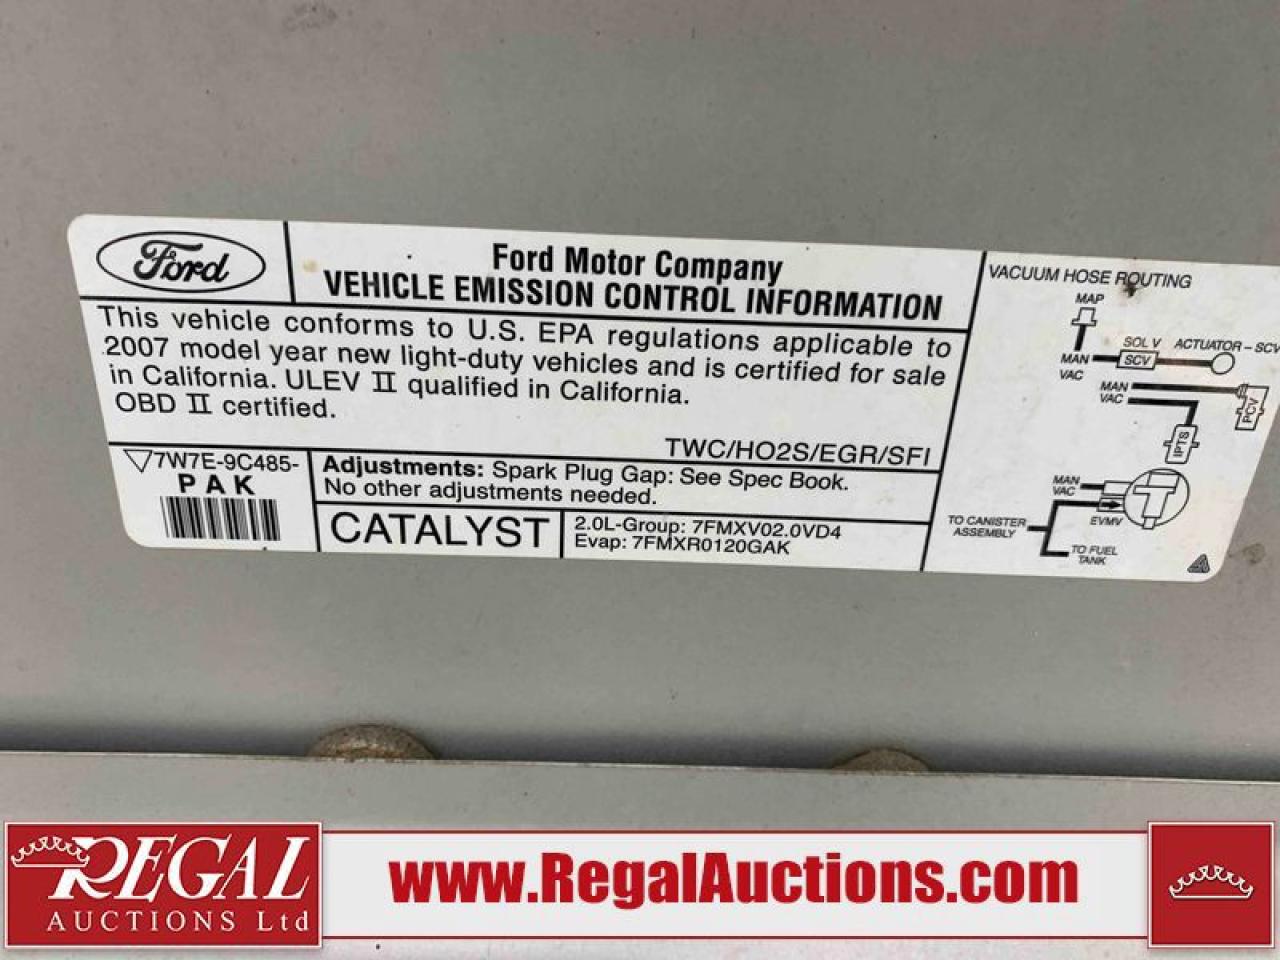 Ford
Ford Motor Company
VEHICLE EMISSION CONTROL INFORMATION
This vehicle conforms to U.S. EPA regulations applicable to
2007 model year new light-duty vehicles and is certified for sale
in California. ULEV II qualified in California.
OBD II certified.
TWC/HO2S/EGR/SFI
7W7E-9C485-
PAK
Adjustments: Spark Plug Gap: See Spec Book.
No other adjustments needed.
CATALYST
2.0L-Group: 7FMXV02.0VD4
Evap: 7FMXR0120GAK
VACUUM HOSE ROUTING
MAP
SOL V
ACTUATOR-SCV
MAN
VAC
SCV
MAN
VAC
PCV
IPTS
MAN
VAC
EVMV
TO CANISTER
ASSEMBLY
TO FUEL
TANK
REGAL
AUCTIONS Ltd
www.RegalAuctions.com